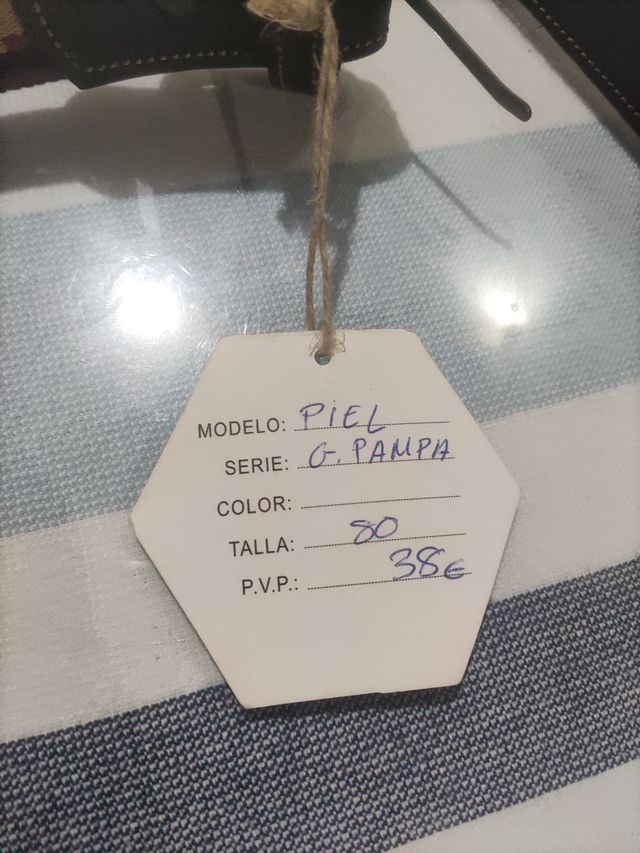 MODELO: PIEL
SERIE: G. PAMPA
COLOR:
TALLA: 80
P.V.P.: 38€